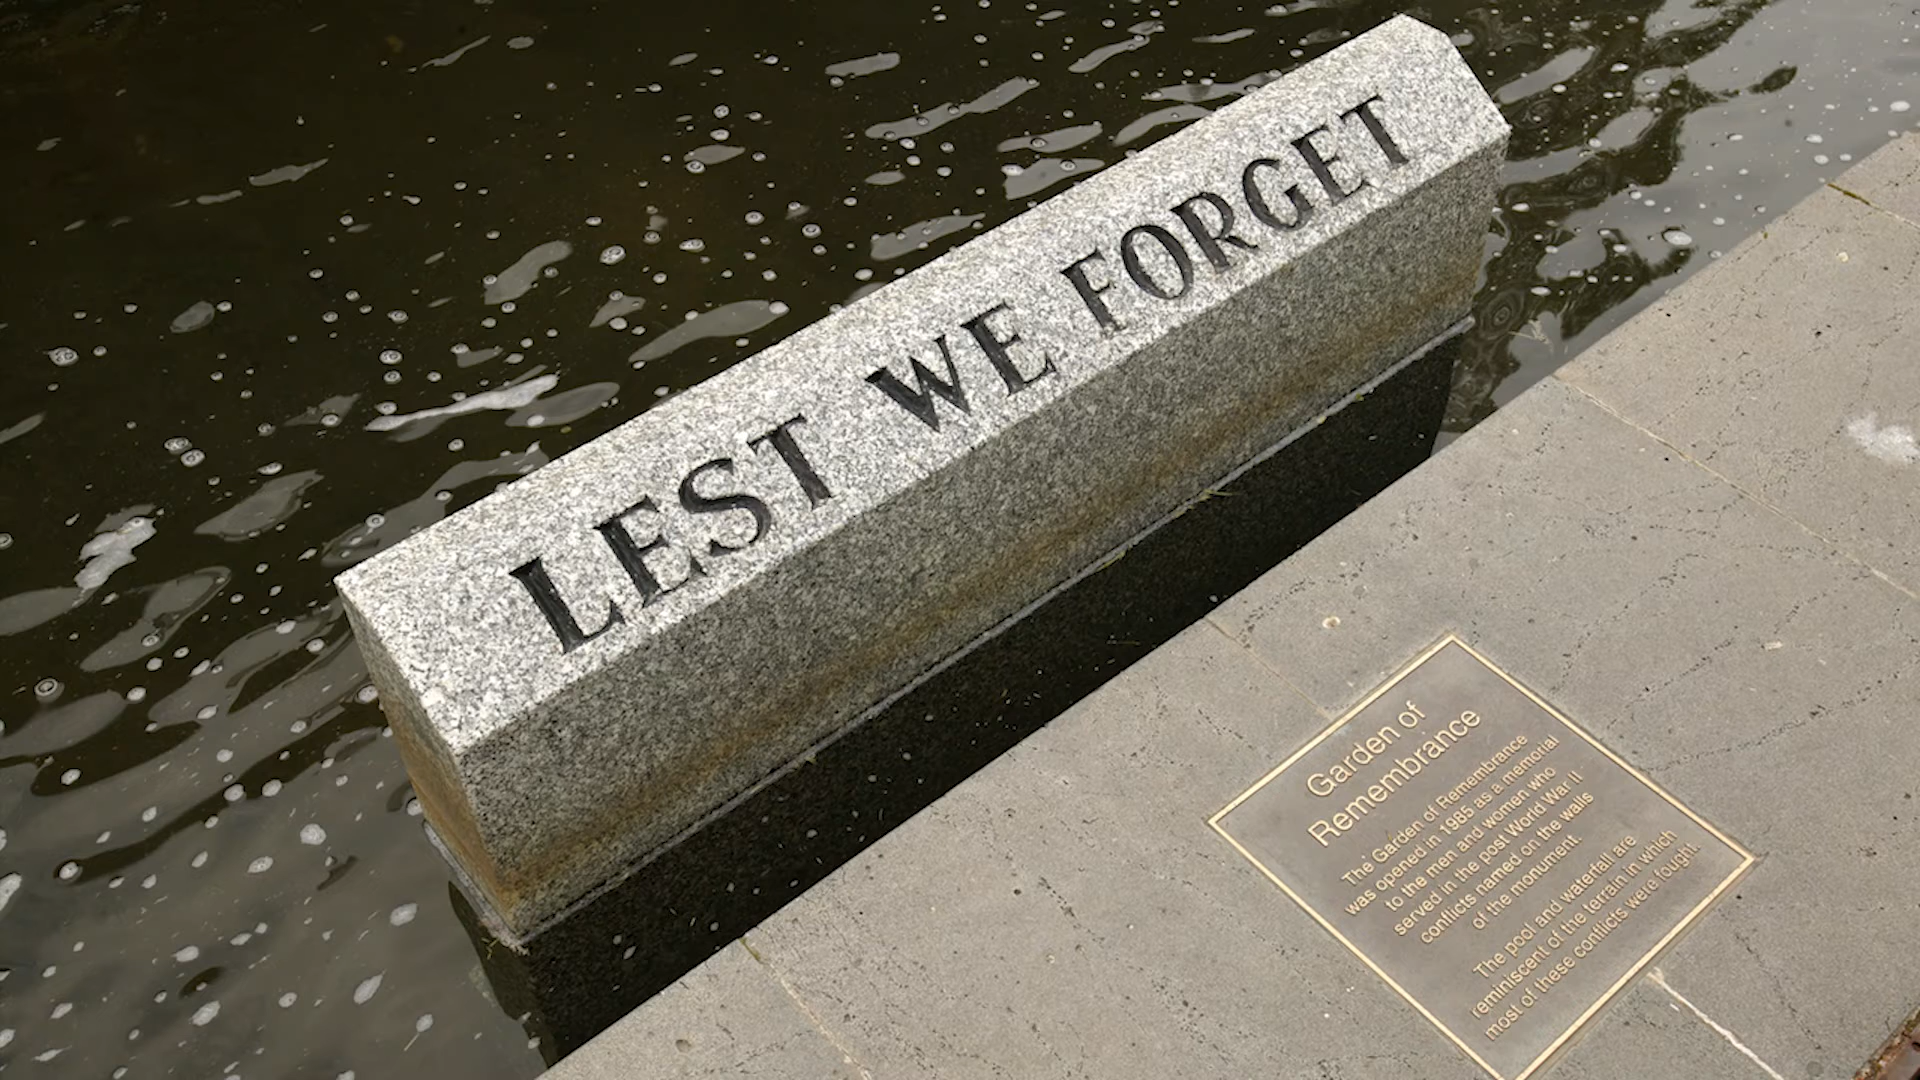 LEST WE FORGET
Garden of
Remembrance
The Garden of Remembrance
was opened in 1985 as a memorial
to the men and women who
served in the post World War II
conflicts named on the walls
of the monument.
The pool and waterfall are
reminiscent of the terrain in which
most of these conflicts were fought.